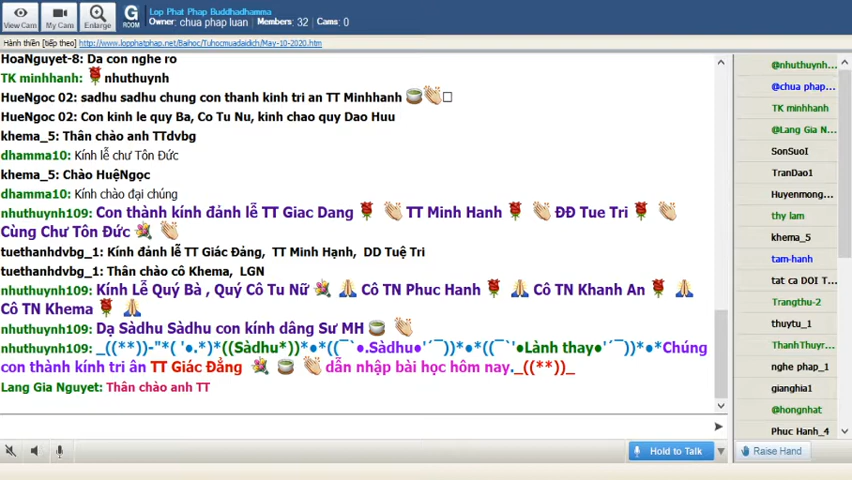 Lop Phat Phap Buddhadhamma
Owner: chua phap luan Members: 32 Cams: 0
View Cam My Cams Enlarge G ROOM
Hành thiền [tiếp theo] http://www.lopphatphap.net/Baihoc/Tuhocmuadaidich/May-10-2020.htm
HoaNguyet-8: Da con nghe ro
TK minhhanh: nhuthuynh
HueNgoc 02: sadhu sadhu chung con thanh kinh tri an TT Minhhanh
HueNgoc 02: Con kinh le quy Ba, Co Tu Nu, kinh chao quy Dao Huu
khema_5: Thân chào anh TTdvbg
dhamma10: Kính lễ chư Tôn Đức
khema_5: Chào HuệNgọc
dhamma10: Kính chào đại chúng
nhuthuynh109: Con thành kính đảnh lễ TT Giac Dang TT Minh Hanh ĐĐ Tue Tri
Cùng Chư Tôn Đức
tuethanhdvbg_1: Kính đảnh lễ TT Giác Đảng, TT Minh Hạnh, DD Tuệ Tri
tuethanhdvbg_1: Thân chào cô Khema, LGN
nhuthuynh109: Kính Lễ Quý Bà , Quý Cô Tu Nữ Cô TN Phuc Hanh Cô TN Khanh An
Cô TN Khema
nhuthuynh109: Dạ Sàdhu Sàdhu con kính dâng Sư MH
nhuthuynh109: _((**))-"*( '•.*)*((Sàdhu*))*•*((¯`•.Sàdhu•'´¯))*•*((¯`'•Lành thay•'´¯))*•*Chúng
con thành kính tri ân TT Giác Đẳng dẫn nhập bài học hôm nay._((**))_
Lang Gia Nguyet: Thân chào anh TT
@nhuthuynh...
@chua phap...
TK minhhanh
@Lang Gia N...
SonSuoI
TranDao1
Huyenmong...
thy lam
khema_5
tam-hanh
tat ca DOI T...
Trangthu-2
thuytu_1
ThanhThuyr...
nghe phap_1
gianghia1
@hongnhat
Phuc Hanh_4
Hold to Talk
Raise Hand